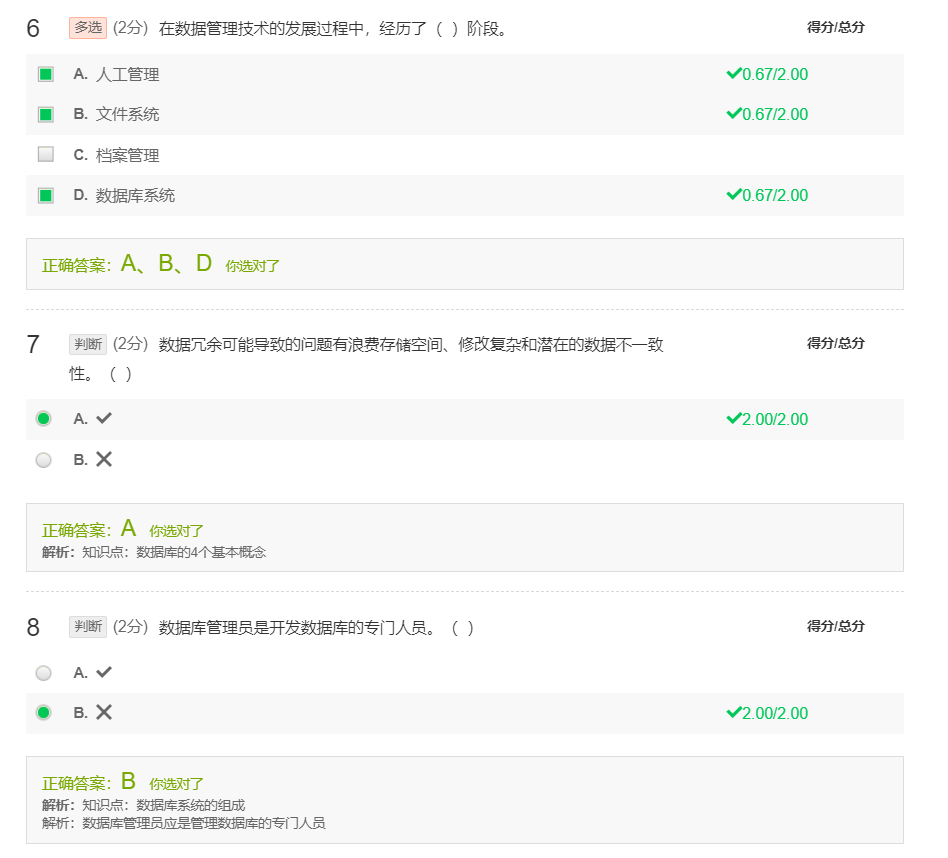 6 多选 (2分) 在数据管理技术的发展过程中，经历了（ ）阶段。 得分/总分
A. 人工管理 0.67/2.00
B. 文件系统 0.67/2.00
C. 档案管理
D. 数据库系统 0.67/2.00
正确答案：A、B、D 你选对了
7 判断 (2分) 数据冗余可能导致的问题有浪费存储空间、修改复杂和潜在的数据不一致 得分/总分
性。（ ）
A. 2.00/2.00
B.
正确答案：A 你选对了
解析：知识点：数据库的4个基本概念
8 判断 (2分) 数据库管理员是开发数据库的专门人员。（ ） 得分/总分
A.
B. 2.00/2.00
正确答案：B 你选对了
解析：知识点：数据库系统的组成
解析：数据库管理员应是管理数据库的专门人员